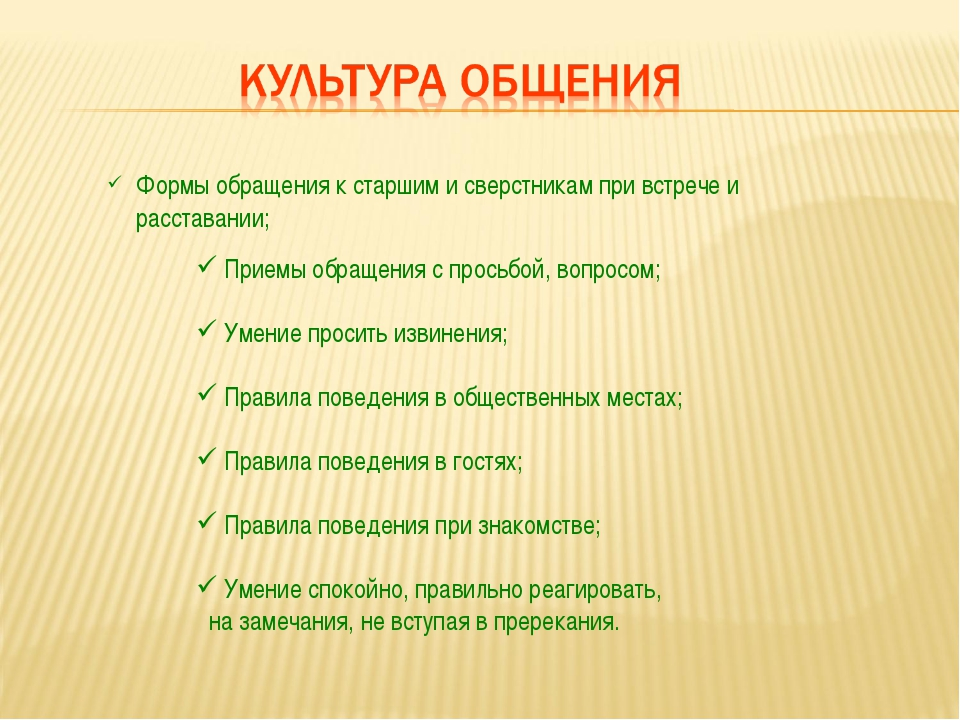 КУЛЬТУРА ОБЩЕНИЯ
✓ Формы обращения к старшим и сверстникам при встрече и
расставании;
✓ Приемы обращения с просьбой, вопросом;
✓ Умение просить извинения;
✓ Правила поведения в общественных местах;
✓ Правила поведения в гостях;
✓ Правила поведения при знакомстве;
✓ Умение спокойно, правильно реагировать,
на замечания, не вступая в пререкания.